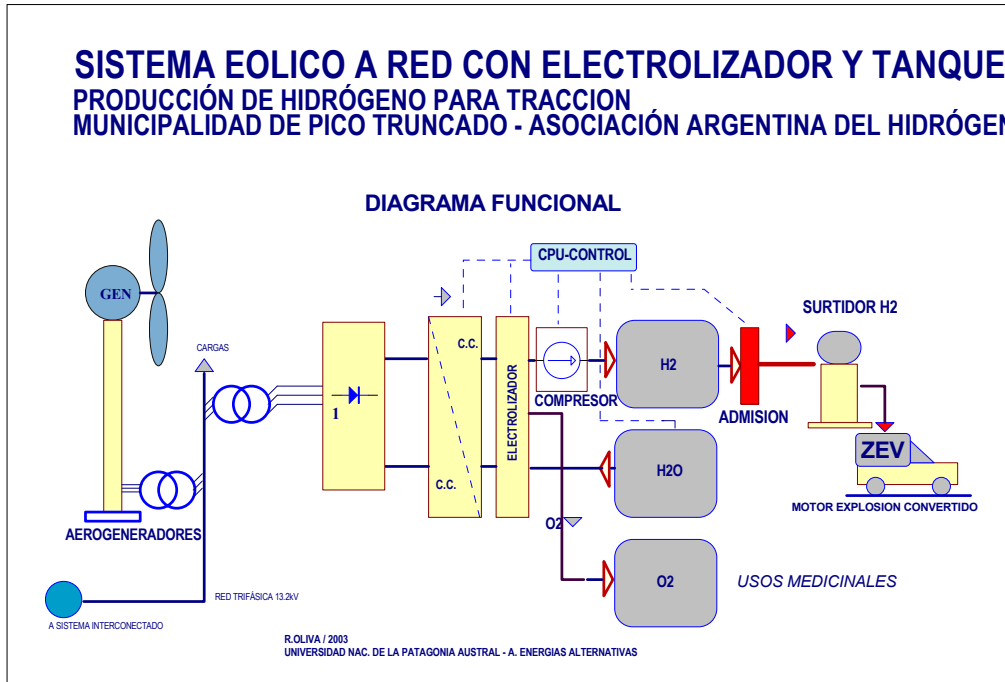 SISTEMA EOLICO A RED CON ELECTROLIZADOR Y TANQUE
PRODUCCIÓN DE HIDRÓGENO PARA TRACCION
MUNICIPALIDAD DE PICO TRUNCADO - ASOCIACIÓN ARGENTINA DEL HIDRÓGEN
DIAGRAMA FUNCIONAL
CPU-CONTROL
GEN
SURTIDOR H2
CARGAS
C.C.
ELECTROLIZADOR
H2
1
COMPRESOR
ADMISION
ZEV
C.C.
H2O
MOTOR EXPLOSION CONVERTIDO
O2
AEROGENERADORES
O2
USOS MEDICINALES
RED TRIFÁSICA 13.2kV
A SISTEMA INTERCONECTADO
R.OLIVA / 2003
UNIVERSIDAD NAC. DE LA PATAGONIA AUSTRAL - A. ENERGIAS ALTERNATIVAS